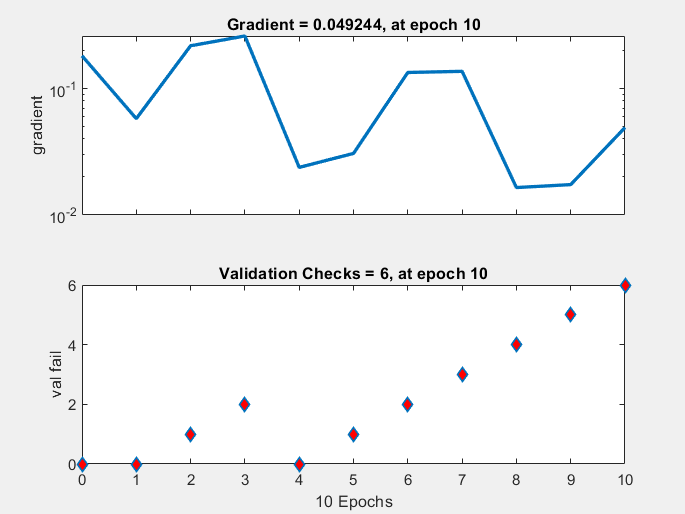 Gradient = 0.049244, at epoch 10
gradient
10-1
10-2
Validation Checks = 6, at epoch 10
val fail
6
4
2
0
0 1 2 3 4 5 6 7 8 9 10
10 Epochs